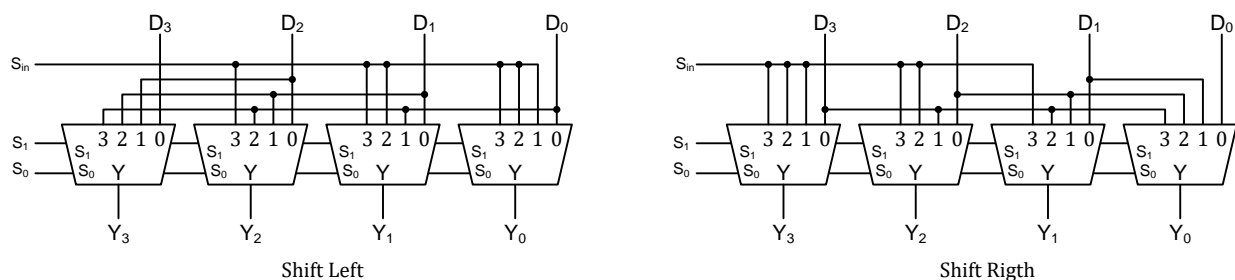 D3 D2 D1 D0 D3 D2 D1 D0
Sin Sin
3 2 1 0 3 2 1 0 3 2 1 0 3 2 1 0 3 2 1 0 3 2 1 0 3 2 1 0 3 2 1 0
S1 S1 S1 S1 S1 S1 S1 S1 S1 S1
S0 S0 Y S0 Y S0 Y S0 Y S0 S0 Y S0 Y S0 Y S0 Y
Y3 Y2 Y1 Y0 Y3 Y2 Y1 Y0
Shift Left Shift Rigth